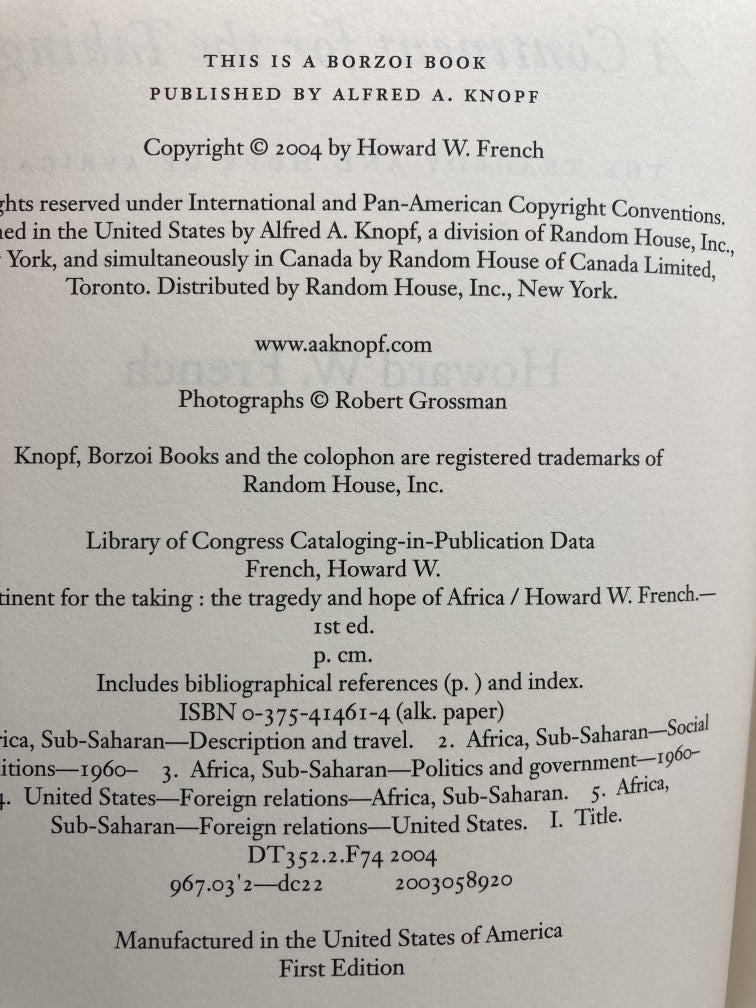 THIS IS A BORZOI BOOK
PUBLISHED BY ALFRED A. KNOPF
Copyright © 2004 by Howard W. French
ghts reserved under International and Pan-American Copyright Conventions.
ned in the United States by Alfred A. Knopf, a division of Random House, Inc.,
York, and simultaneously in Canada by Random House of Canada Limited,
Toronto. Distributed by Random House, Inc., New York.
www.aaknopf.com
Photographs © Robert Grossman
Knopf, Borzoi Books and the colophon are registered trademarks of
Random House, Inc.
Library of Congress Cataloging-in-Publication Data
French, Howard W.
tinent for the taking : the tragedy and hope of Africa / Howard W. French.—
1st ed.
p. cm.
Includes bibliographical references (p. ) and index.
ISBN 0-375-41461-4 (alk. paper)
rica, Sub-Saharan—Description and travel. 2. Africa, Sub-Saharan—Social
itions—1960– 3. Africa, Sub-Saharan—Politics and government—1960–
4. United States—Foreign relations—Africa, Sub-Saharan. 5. Africa,
Sub-Saharan—Foreign relations—United States. I. Title.
DT352.2.F74 2004
967.03'2—dc22 2003058920
Manufactured in the United States of America
First Edition